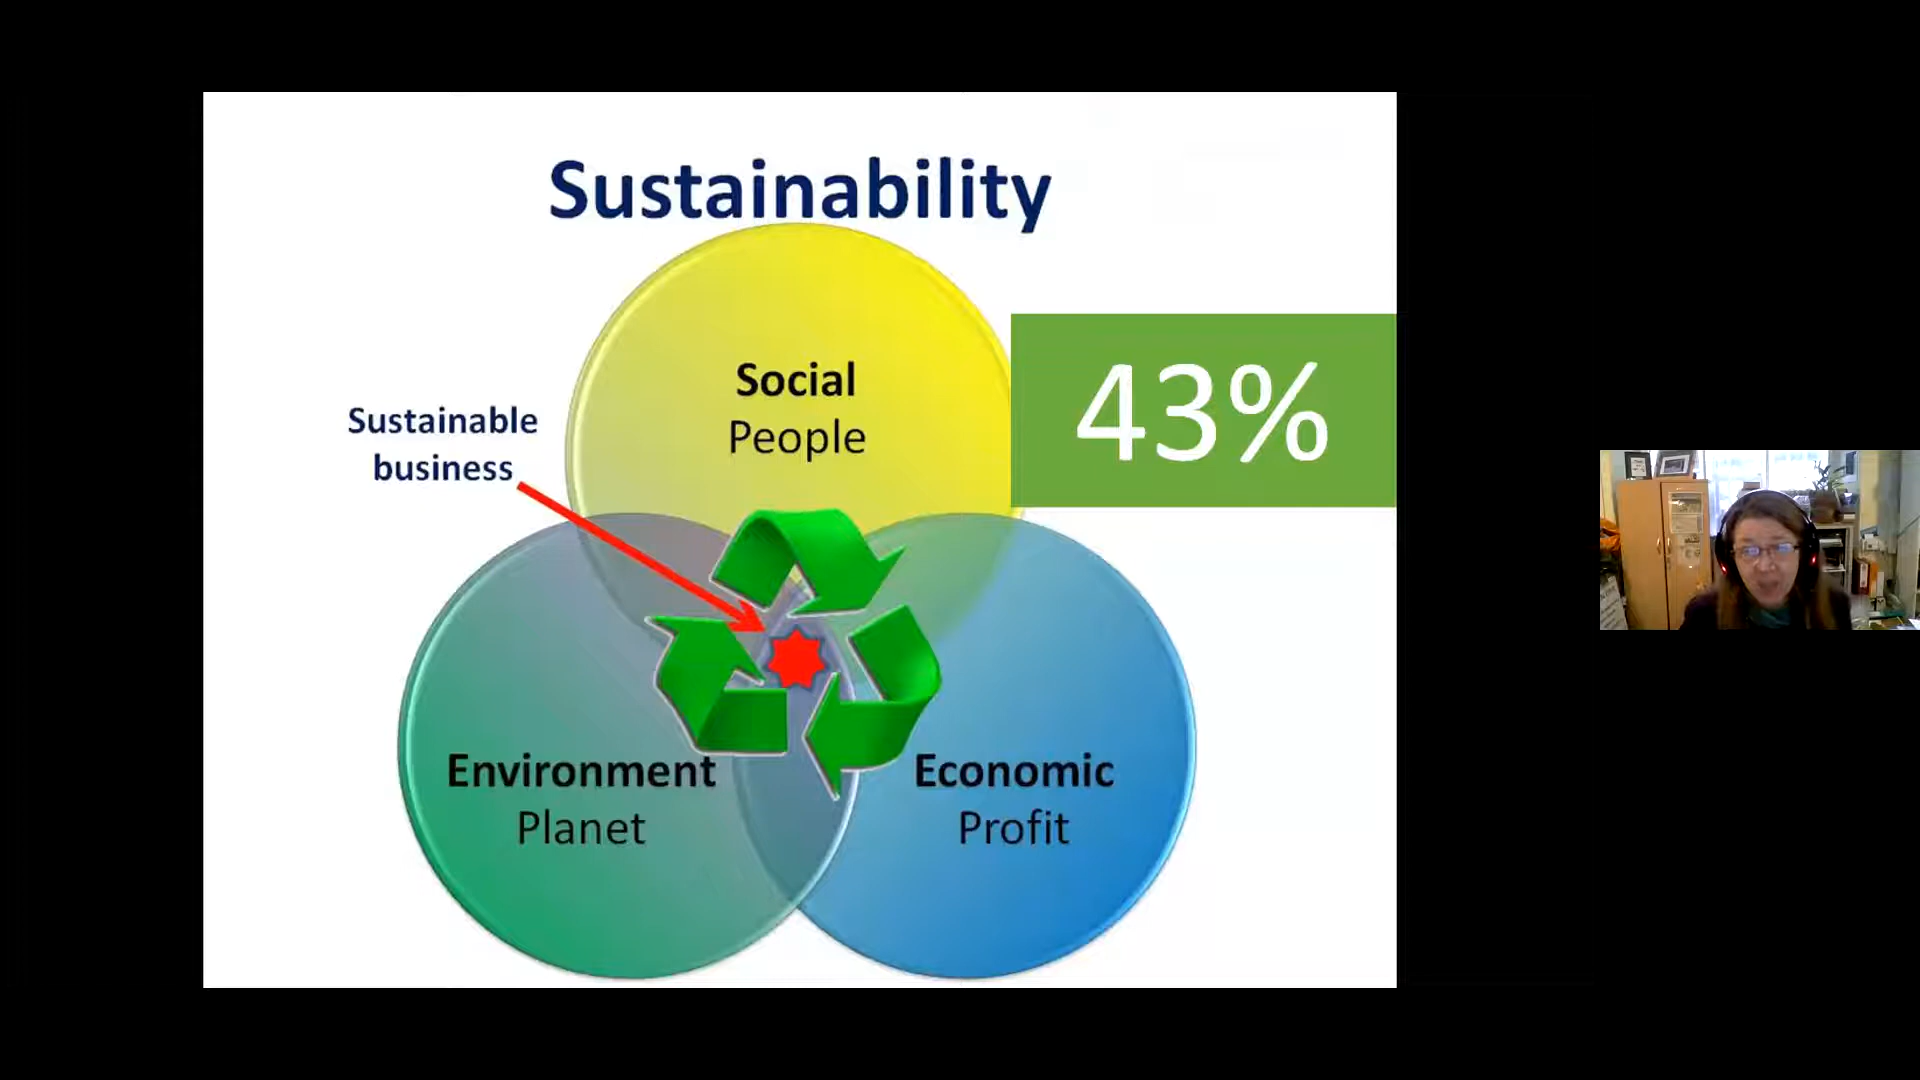 Sustainability
Social
People
43%
Sustainable
business
Environment
Planet
Economic
Profit